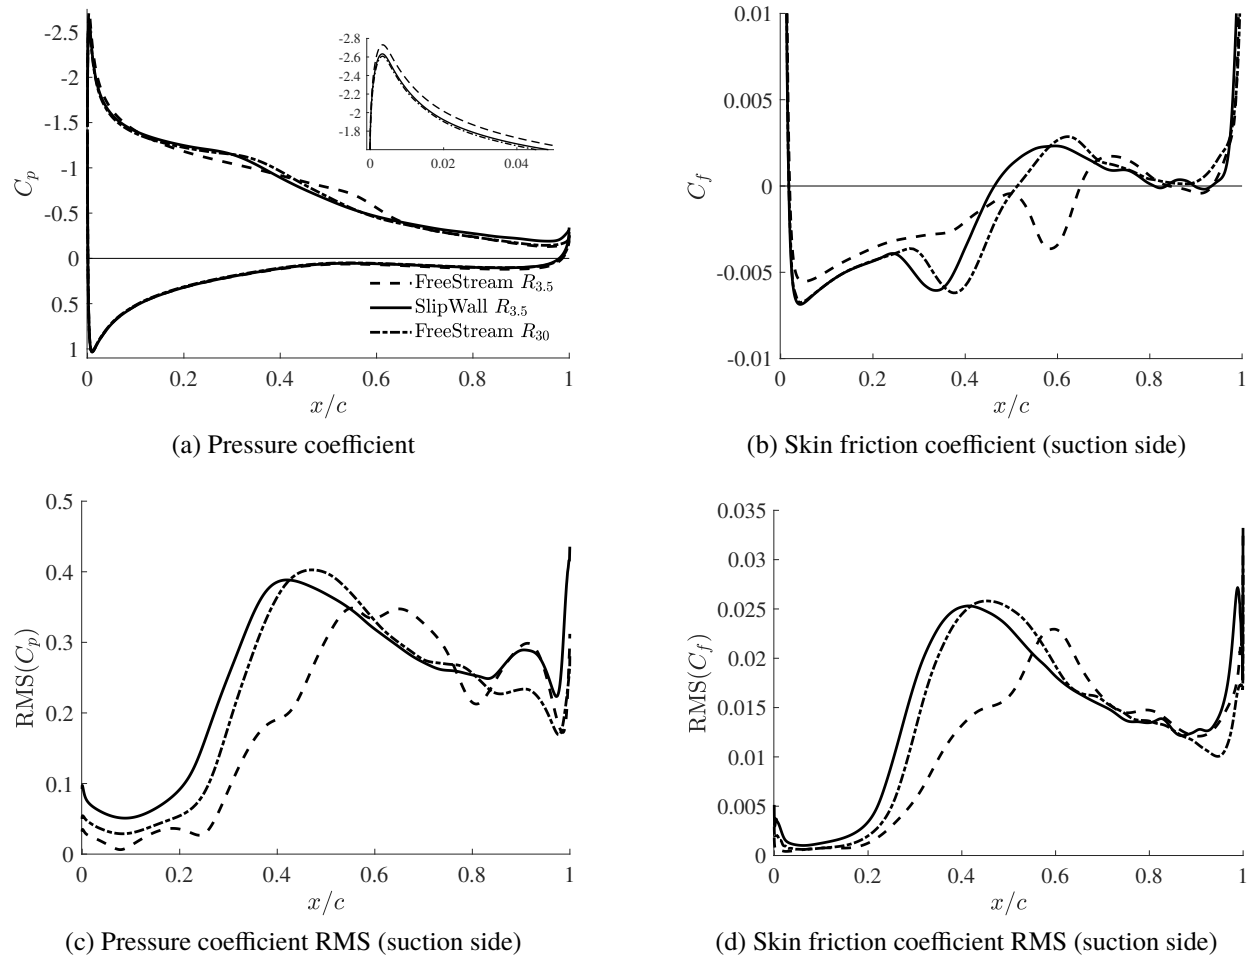 -2.5
-2
-1.5
-1
-0.5
0
0.5
1
C_p
0 0.2 0.4 0.6 0.8 1
x/c
-2.8
-2.6
-2.4
-2.2
-2
-1.8
0 0.02 0.04
FreeStream R_{3.5}
SlipWall R_{3.5}
FreeStream R_{30}
(a) Pressure coefficient
0.01
0.005
0
-0.005
-0.01
C_f
0 0.2 0.4 0.6 0.8 1
x/c
(b) Skin friction coefficient (suction side)
0.5
0.4
0.3
0.2
0.1
0
RMS(C_p)
0 0.2 0.4 0.6 0.8 1
x/c
(c) Pressure coefficient RMS (suction side)
0.035
0.03
0.025
0.02
0.015
0.01
0.005
0
RMS(C_f)
0 0.2 0.4 0.6 0.8 1
x/c
(d) Skin friction coefficient RMS (suction side)